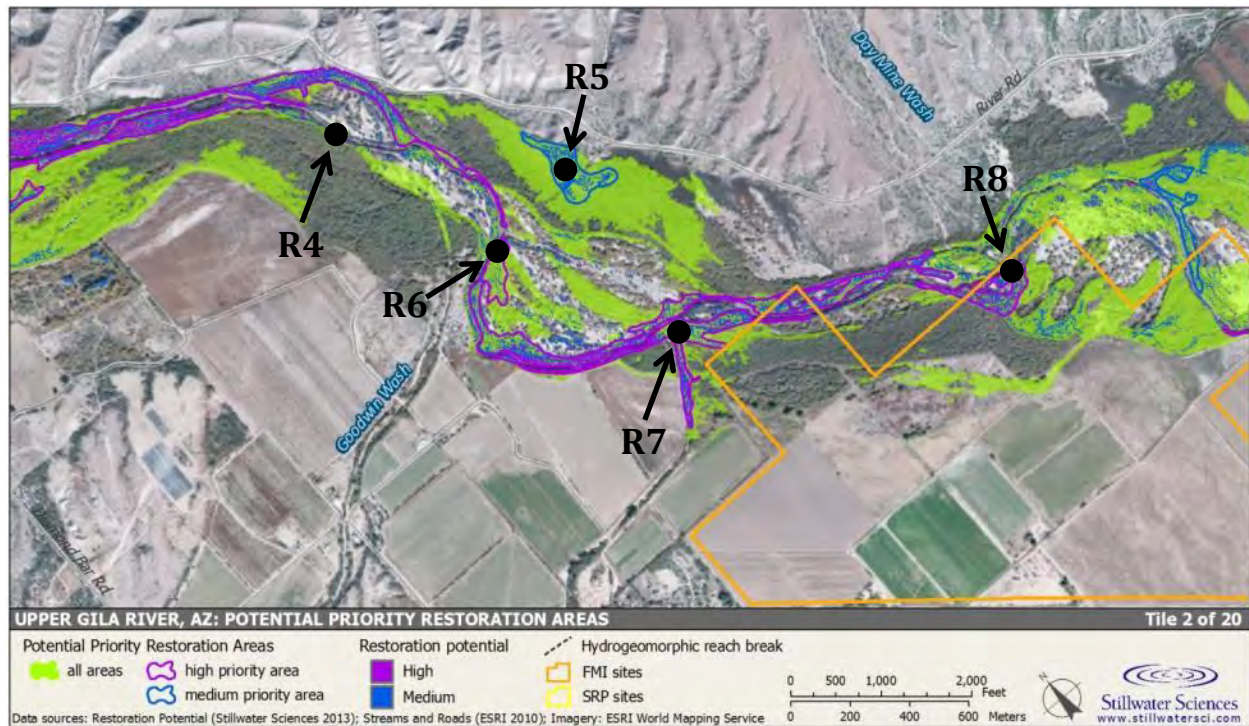 R5
Day Mine Wash
River Rd
R4
R8
R6
R7
Goodwin Wash
Diamond Bar Rd
UPPER GILA RIVER, AZ: POTENTIAL PRIORITY RESTORATION AREAS Tile 2 of 20
Potential Priority Restoration Areas Restoration potential Hydrogeomorphic reach break
all areas high priority area High FMI sites
medium priority area Medium SRP sites
0 500 1,000 2,000
Feet
0 200 400 600
Meters
Stillwater Sciences
Data sources: Restoration Potential (Stillwater Sciences 2013); Streams and Roads (ESRI 2010); Imagery: ESRI World Mapping Service www.stillwatersci.com